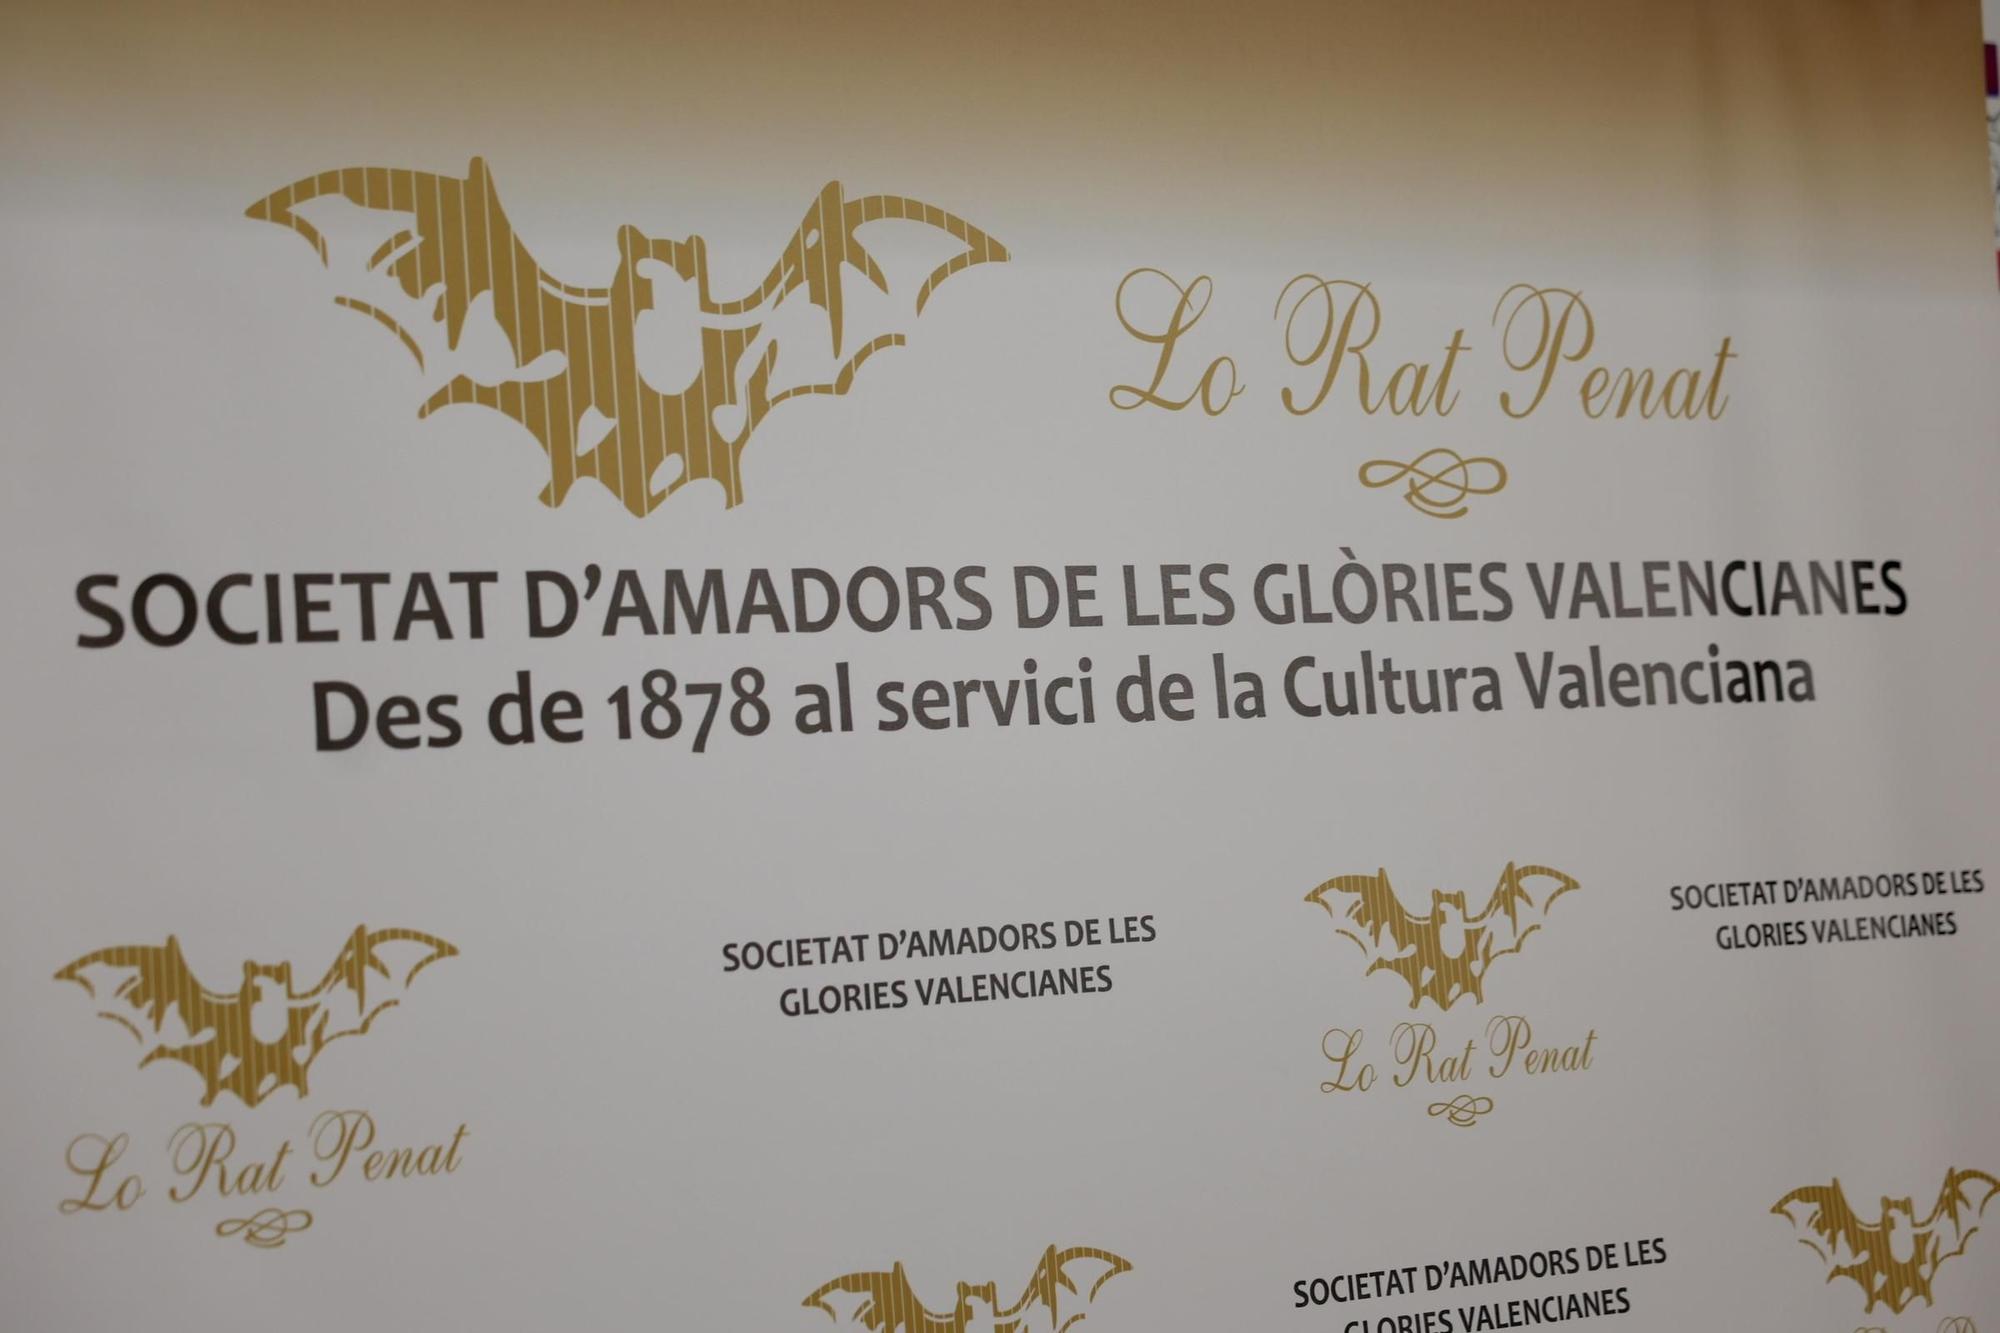 Lo Rat Penat
SOCIETAT D'AMADORS DE LES GLÒRIES VALENCIANES
Des de 1878 al servici de la Cultura Valenciana
SOCIETAT D'AMADORS DE LES
GLORIES VALENCIANES
SOCIETAT D'AMADORS DE LES
GLORIES VALENCIANES
Lo Rat Penat
Lo Rat Penat
SOCIETAT D'AMADORS DE LES
GLORIES VALENCIANES